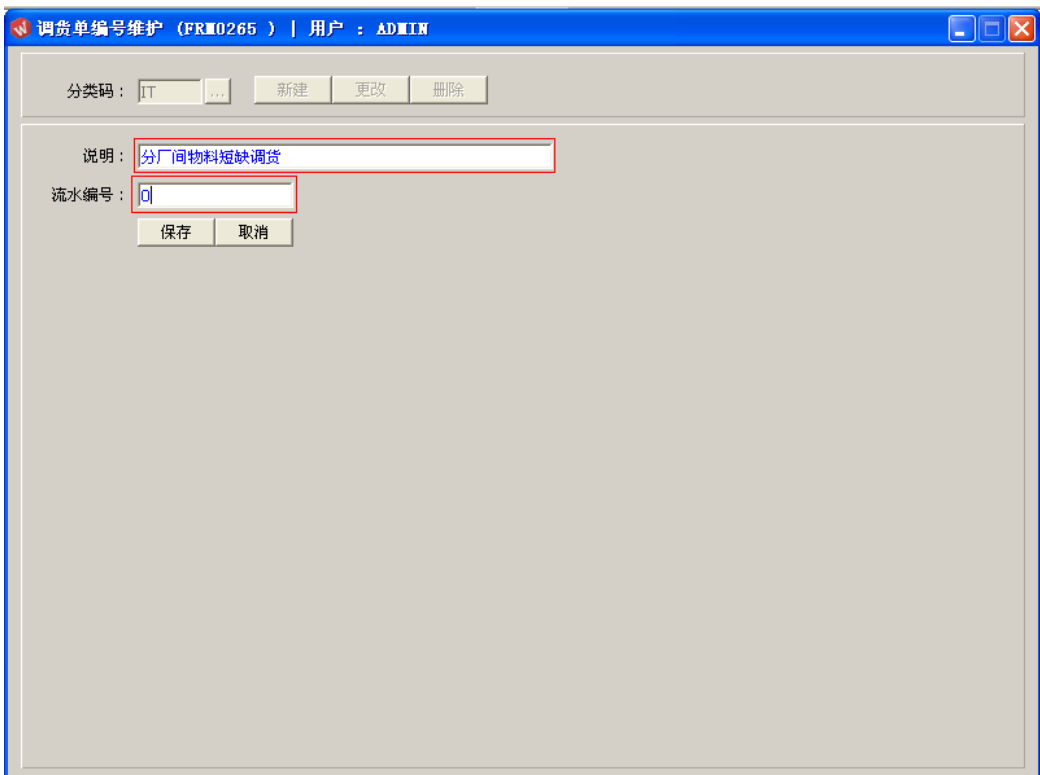 调货单编号维护 (FRM0265 ) | 用户 : ADMIN
分类码： IT ... 新建 更改 删除
说明： 分厂间物料短缺调货
流水编号： 0
保存 取消